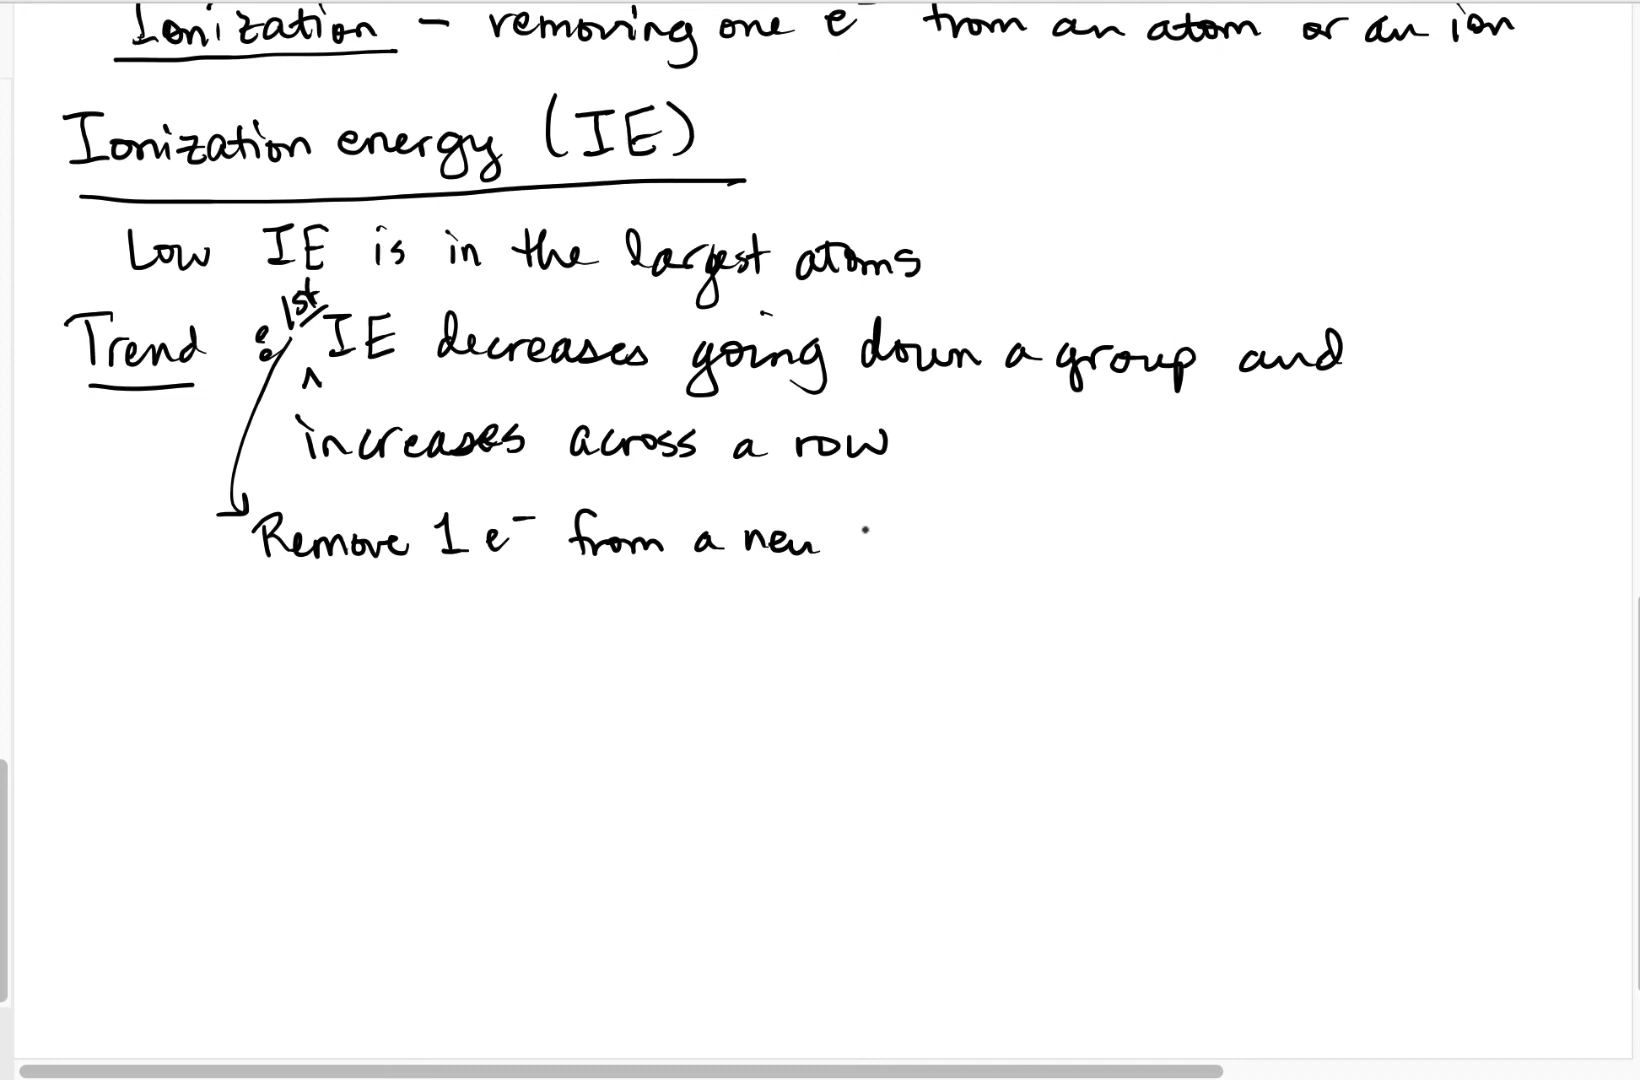 Ionization - removing one e⁻ from an atom or an ion
Ionization energy (IE)
Low IE is in the largest atoms
Trend : 1st IE decreases going down a group and
increases across a row
Remove 1 e⁻ from a neu